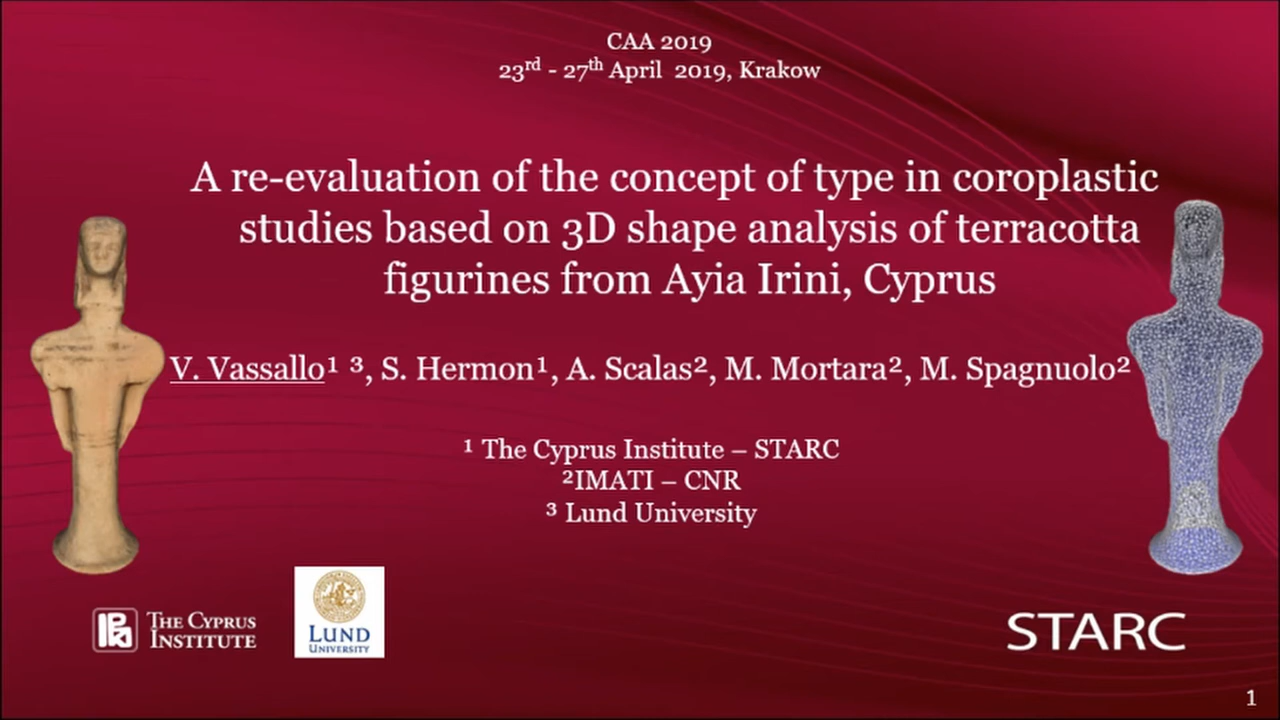 CAA 2019
23rd - 27th April 2019, Krakow
A re-evaluation of the concept of type in coroplastic
studies based on 3D shape analysis of terracotta
figurines from Ayia Irini, Cyprus
V. Vassallo¹ ³, S. Hermon¹, A. Scalas², M. Mortara², M. Spagnuolo²
¹ The Cyprus Institute – STARC
²IMATI – CNR
³ Lund University
THE CYPRUS
INSTITUTE
LUND
UNIVERSITY
STARC
1